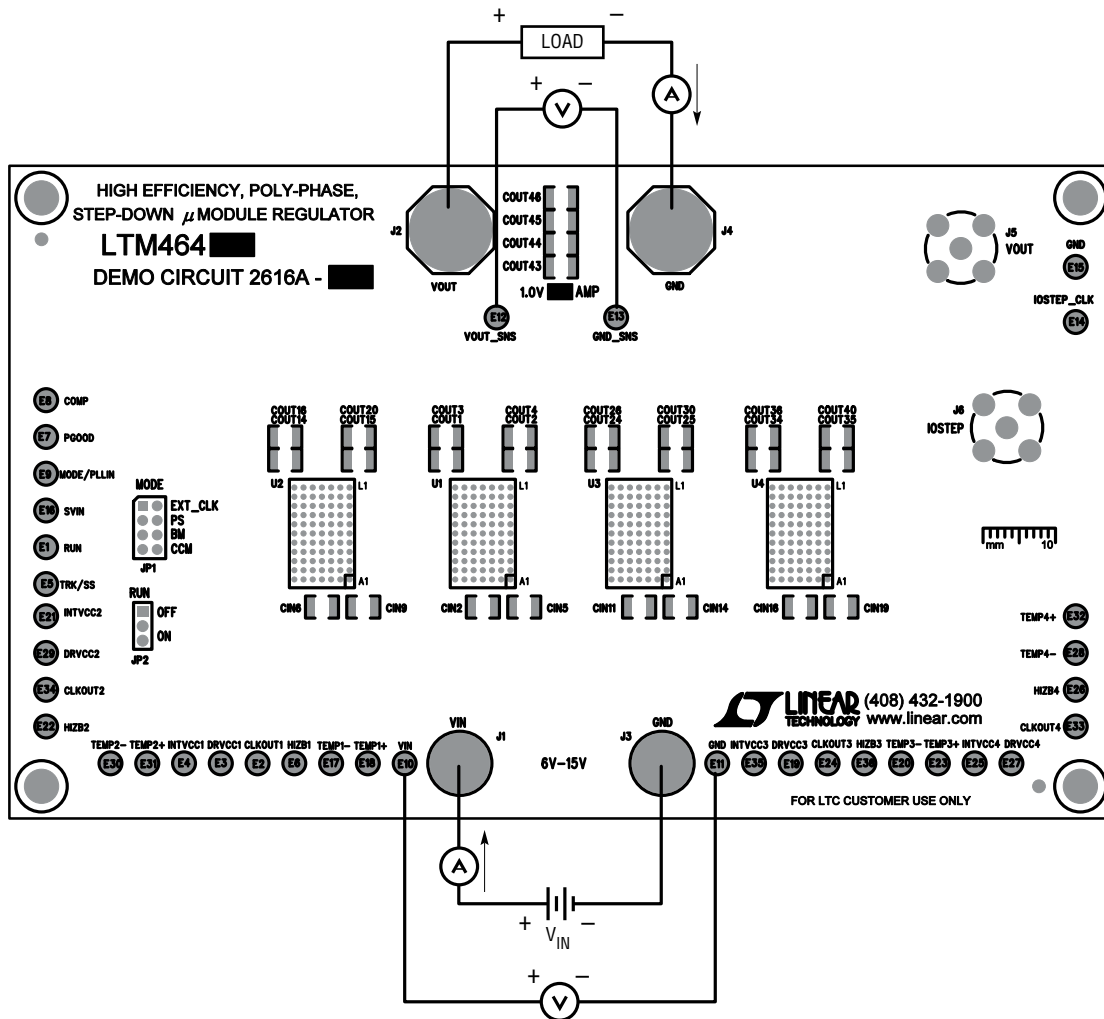 + LOAD −
+ V −
A
HIGH EFFICIENCY, POLY-PHASE,
STEP-DOWN μMODULE REGULATOR
LTM464
DEMO CIRCUIT 2616A -
J2
VOUT
COUT46
COUT45
COUT44
COUT43
1.0V AMP
J4
GND
E12
VOUT_SNS
E13
GND_SNS
J5
VOUT
GND
E15
IOSTEP_CLK
E14
J6
IOSTEP
mm 10
E8 COMP
E7 PGOOD
E9 MODE/PLLIN
E16 SVIN
E1 RUN
E5 TRK/SS
E21 INTVCC2
E29 DRVCC2
E34 CLKOUT2
E22 HIZB2
MODE
EXT_CLK
PS
BM
CCM
JP1
RUN
OFF
ON
JP2
COUT16 COUT20
COUT14 COUT15
U2 L1
A1
CIN6 CIN9
COUT3 COUT4
COUT1 COUT2
U1 L1
A1
CIN2 CIN5
COUT26 COUT30
COUT24 COUT25
U3 L1
A1
CIN11 CIN14
COUT36 COUT40
COUT34 COUT35
U4 L1
A1
CIN16 CIN19
TEMP4+ E32
TEMP4- E28
HIZB4 E26
CLKOUT4 E33
LINEAR TECHNOLOGY
(408) 432-1900
www.linear.com
TEMP2- TEMP2+ INTVCC1 DRVCC1 CLKOUT1 HIZB1 TEMP1- TEMP1+ VIN
E30 E31 E4 E3 E2 E6 E17 E18 E10
VIN
J1
6V-15V
GND
J3
GND INTVCC3 DRVCC3 CLKOUT3 HIZB3 TEMP3- TEMP3+ INTVCC4 DRVCC4
E11 E35 E19 E24 E36 E20 E23 E25 E27
FOR LTC CUSTOMER USE ONLY
A
+ −
VIN
+ V −